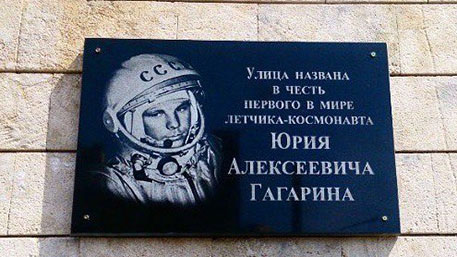 СССР
Улица названа
в честь
первого в мире
летчика-космонавта
Юрия
Алексеевича
Гагарина